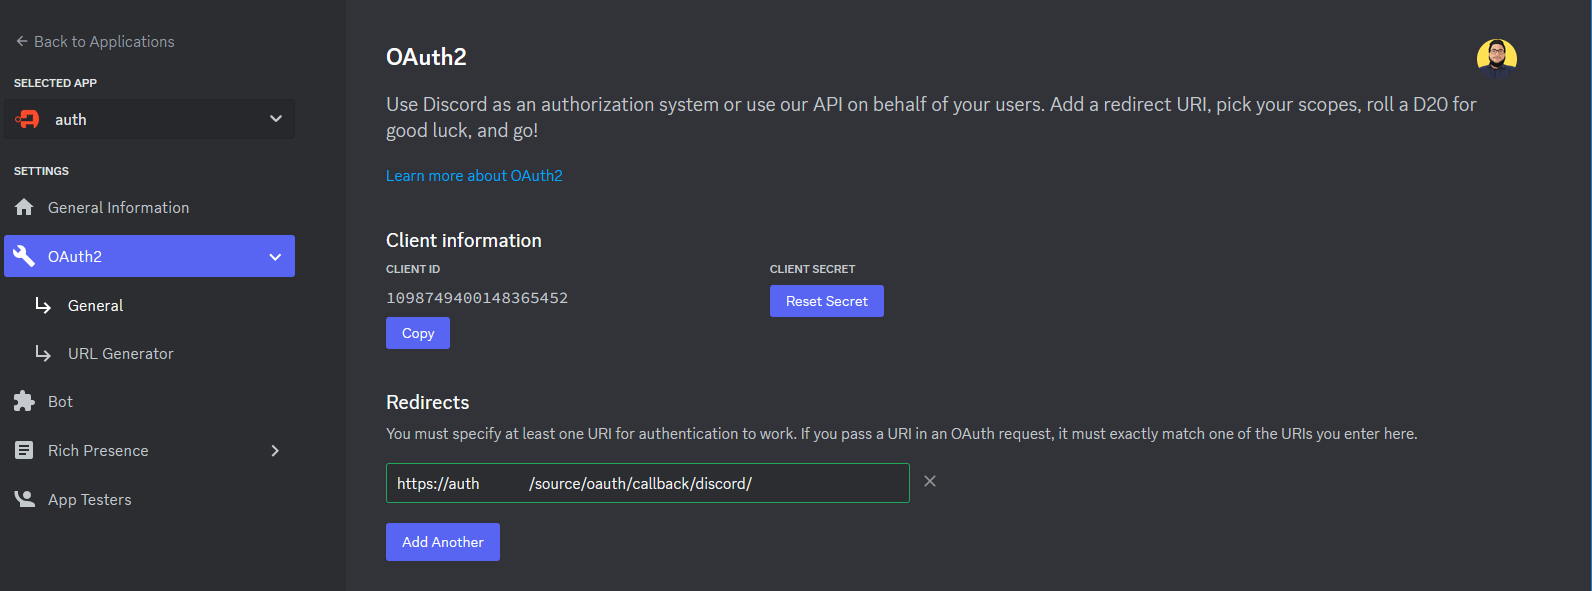 Back to Applications
SELECTED APP
auth
SETTINGS
General Information
OAuth2
General
URL Generator
Bot
Rich Presence
App Testers
OAuth2
Use Discord as an authorization system or use our API on behalf of your users. Add a redirect URI, pick your scopes, roll a D20 for
good luck, and go!
Learn more about OAuth2
Client information
CLIENT ID
1098749400148365452
Copy
CLIENT SECRET
Reset Secret
Redirects
You must specify at least one URI for authentication to work. If you pass a URI in an OAuth request, it must exactly match one of the URIs you enter here.
https://auth /source/oauth/callback/discord/
Add Another